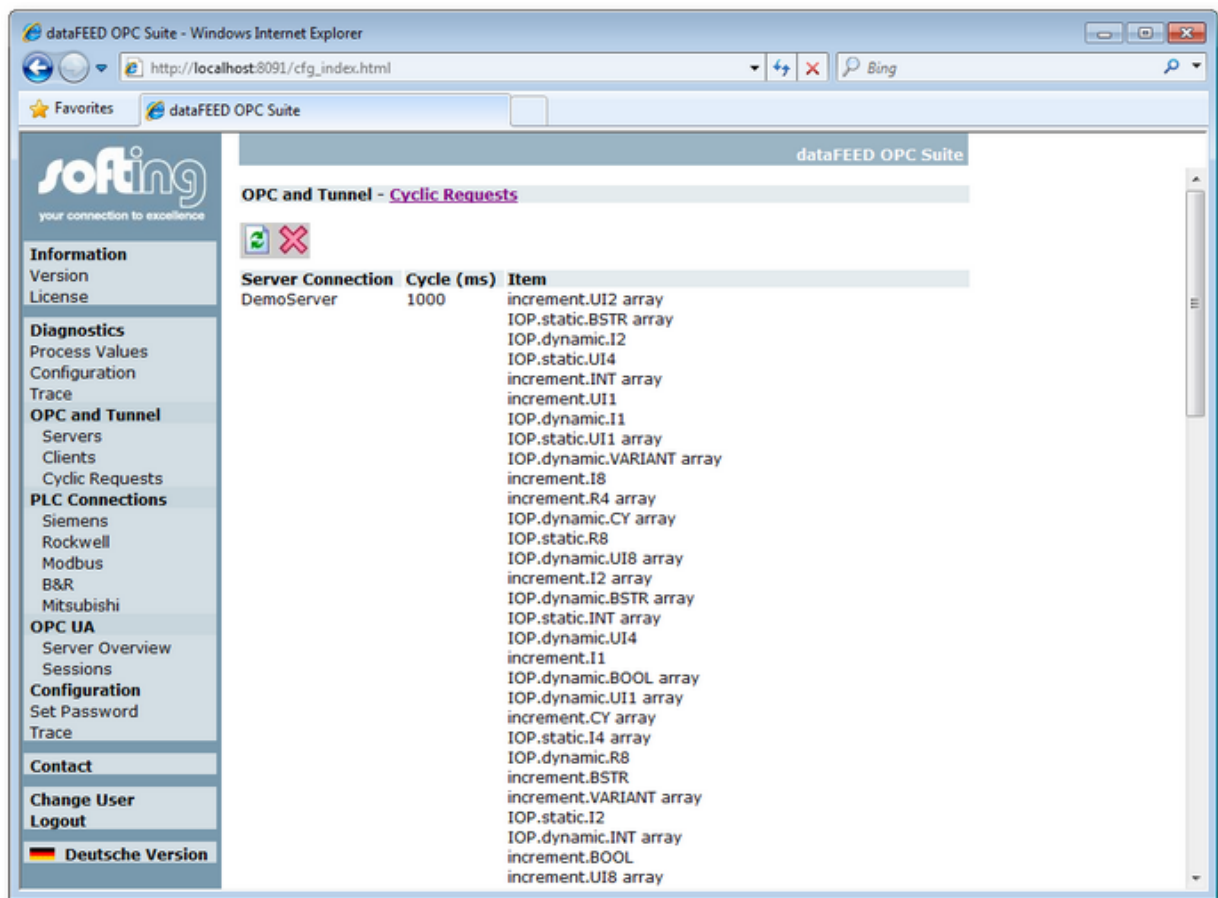 dataFEED OPC Suite - Windows Internet Explorer
http://localhost:8091/cfg_index.html
Bing
Favorites
dataFEED OPC Suite
softing
your connection to excellence
Information
Version
License
Diagnostics
Process Values
Configuration
Trace
OPC and Tunnel
Servers
Clients
Cyclic Requests
PLC Connections
Siemens
Rockwell
Modbus
B&R
Mitsubishi
OPC UA
Server Overview
Sessions
Configuration
Set Password
Trace
Contact
Change User
Logout
Deutsche Version
dataFEED OPC Suite
OPC and Tunnel - Cyclic Requests
Server Connection Cycle (ms) Item
DemoServer 1000 increment.UI2 array
IOP.static.BSTR array
IOP.dynamic.I2
IOP.static.UI4
increment.INT array
increment.UI1
IOP.dynamic.I1
IOP.static.UI1 array
IOP.dynamic.VARIANT array
increment.I8
increment.R4 array
IOP.dynamic.CY array
IOP.static.R8
IOP.dynamic.UI8 array
increment.I2 array
IOP.dynamic.BSTR array
IOP.static.INT array
IOP.dynamic.UI4
increment.I1
IOP.dynamic.BOOL array
IOP.dynamic.UI1 array
increment.CY array
IOP.static.I4 array
IOP.dynamic.R8
increment.BSTR
increment.VARIANT array
IOP.static.I2
IOP.dynamic.INT array
increment.BOOL
increment.UI8 array